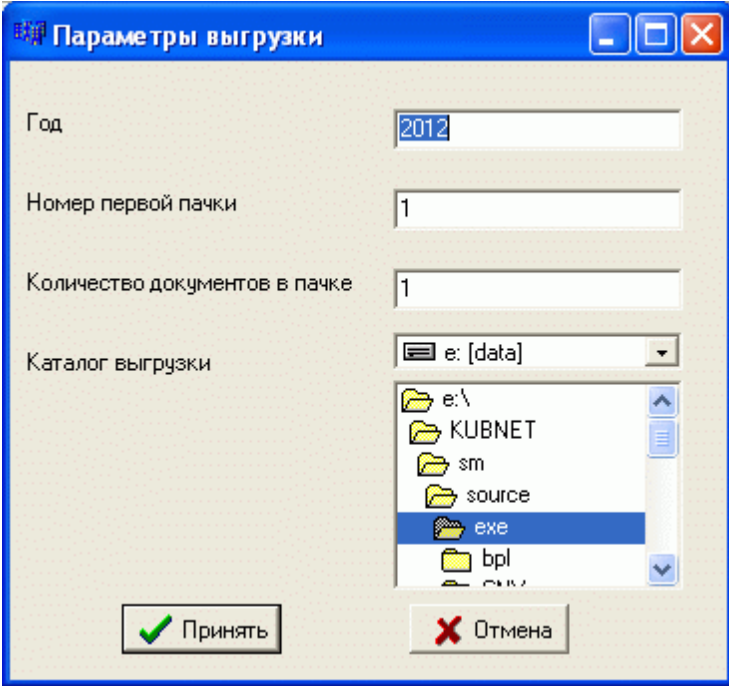 Параметры выгрузки
Год
2012
Номер первой пачки
1
Количество документов в пачке
1
Каталог выгрузки
e: [data]
e:\
KUBNET
sm
source
exe
bpl
Принять
Отмена